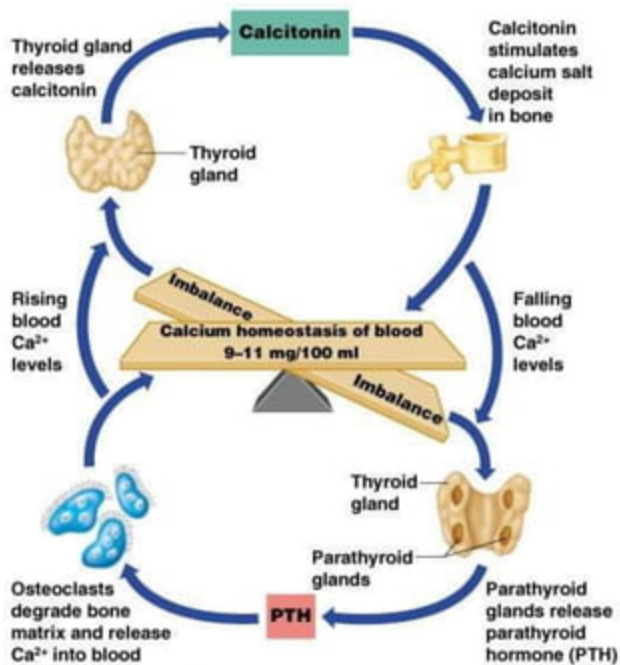 Calcitonin
Thyroid gland
releases
calcitonin
Calcitonin
stimulates
calcium salt
deposit
in bone
Thyroid
gland
Imbalance
Rising
blood
Ca²⁺
levels
Calcium homeostasis of blood
9–11 mg/100 ml
Falling
blood
Ca²⁺
levels
Imbalance
Thyroid
gland
Parathyroid
glands
Osteoclasts
degrade bone
matrix and release
Ca²⁺ into blood
PTH
Parathyroid
glands release
parathyroid
hormone (PTH)